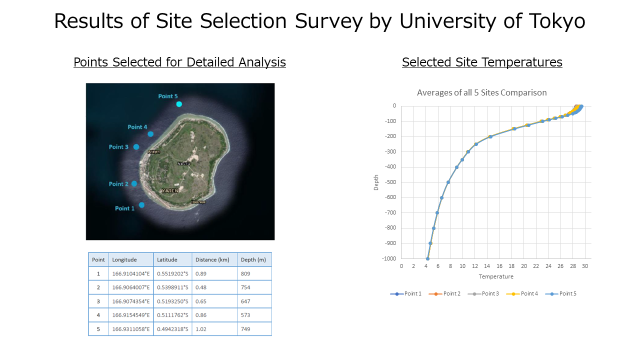 Results of Site Selection Survey by University of Tokyo
Points Selected for Detailed Analysis
Selected Site Temperatures
Point 5
Point 4
Point 3
Point 2
Point 1
Point Longitude Latitude Distance (km) Depth (m)
1 166.9104104°E 0.5519202°S 0.89 809
2 166.9064007°E 0.5398911°S 0.48 754
3 166.9074354°E 0.5193250°S 0.65 647
4 166.9154549°E 0.5111762°S 0.86 573
5 166.9311058°E 0.4942318°S 1.02 749
Averages of all 5 Sites Comparison
0
-100
-200
-300
-400
-500
-600
-700
-800
-900
-1000
Depth
0 2 4 6 8 10 12 14 16 18 20 22 24 26 28 30
Temperature
Point 1 Point 2 Point 3 Point 4 Point 5